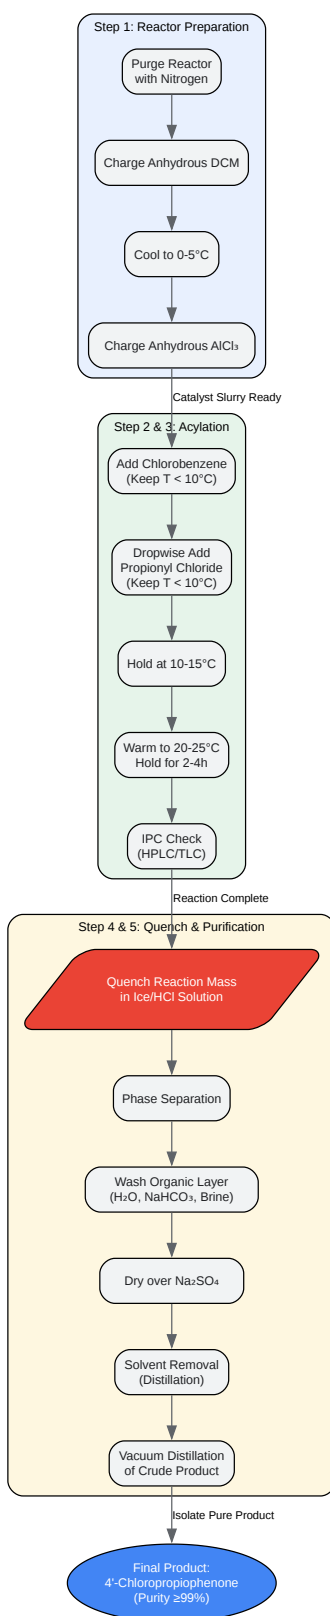 Step 1: Reactor Preparation
Purge Reactor
with Nitrogen
Charge Anhydrous DCM
Cool to 0-5°C
Charge Anhydrous AlCl₃
Catalyst Slurry Ready
Step 2 & 3: Acylation
Add Chlorobenzene
(Keep T < 10°C)
Dropwise Add
Propionyl Chloride
(Keep T < 10°C)
Hold at 10-15°C
Warm to 20-25°C
Hold for 2-4h
IPC Check
(HPLC/TLC)
Reaction Complete
Step 4 & 5: Quench & Purification
Quench Reaction Mass
in Ice/HCl Solution
Phase Separation
Wash Organic Layer
(H₂O, NaHCO₃, Brine)
Dry over Na₂SO₄
Solvent Removal
(Distillation)
Vacuum Distillation
of Crude Product
Isolate Pure Product
Final Product:
4'-Chloropropiophenone
(Purity ≥99%)